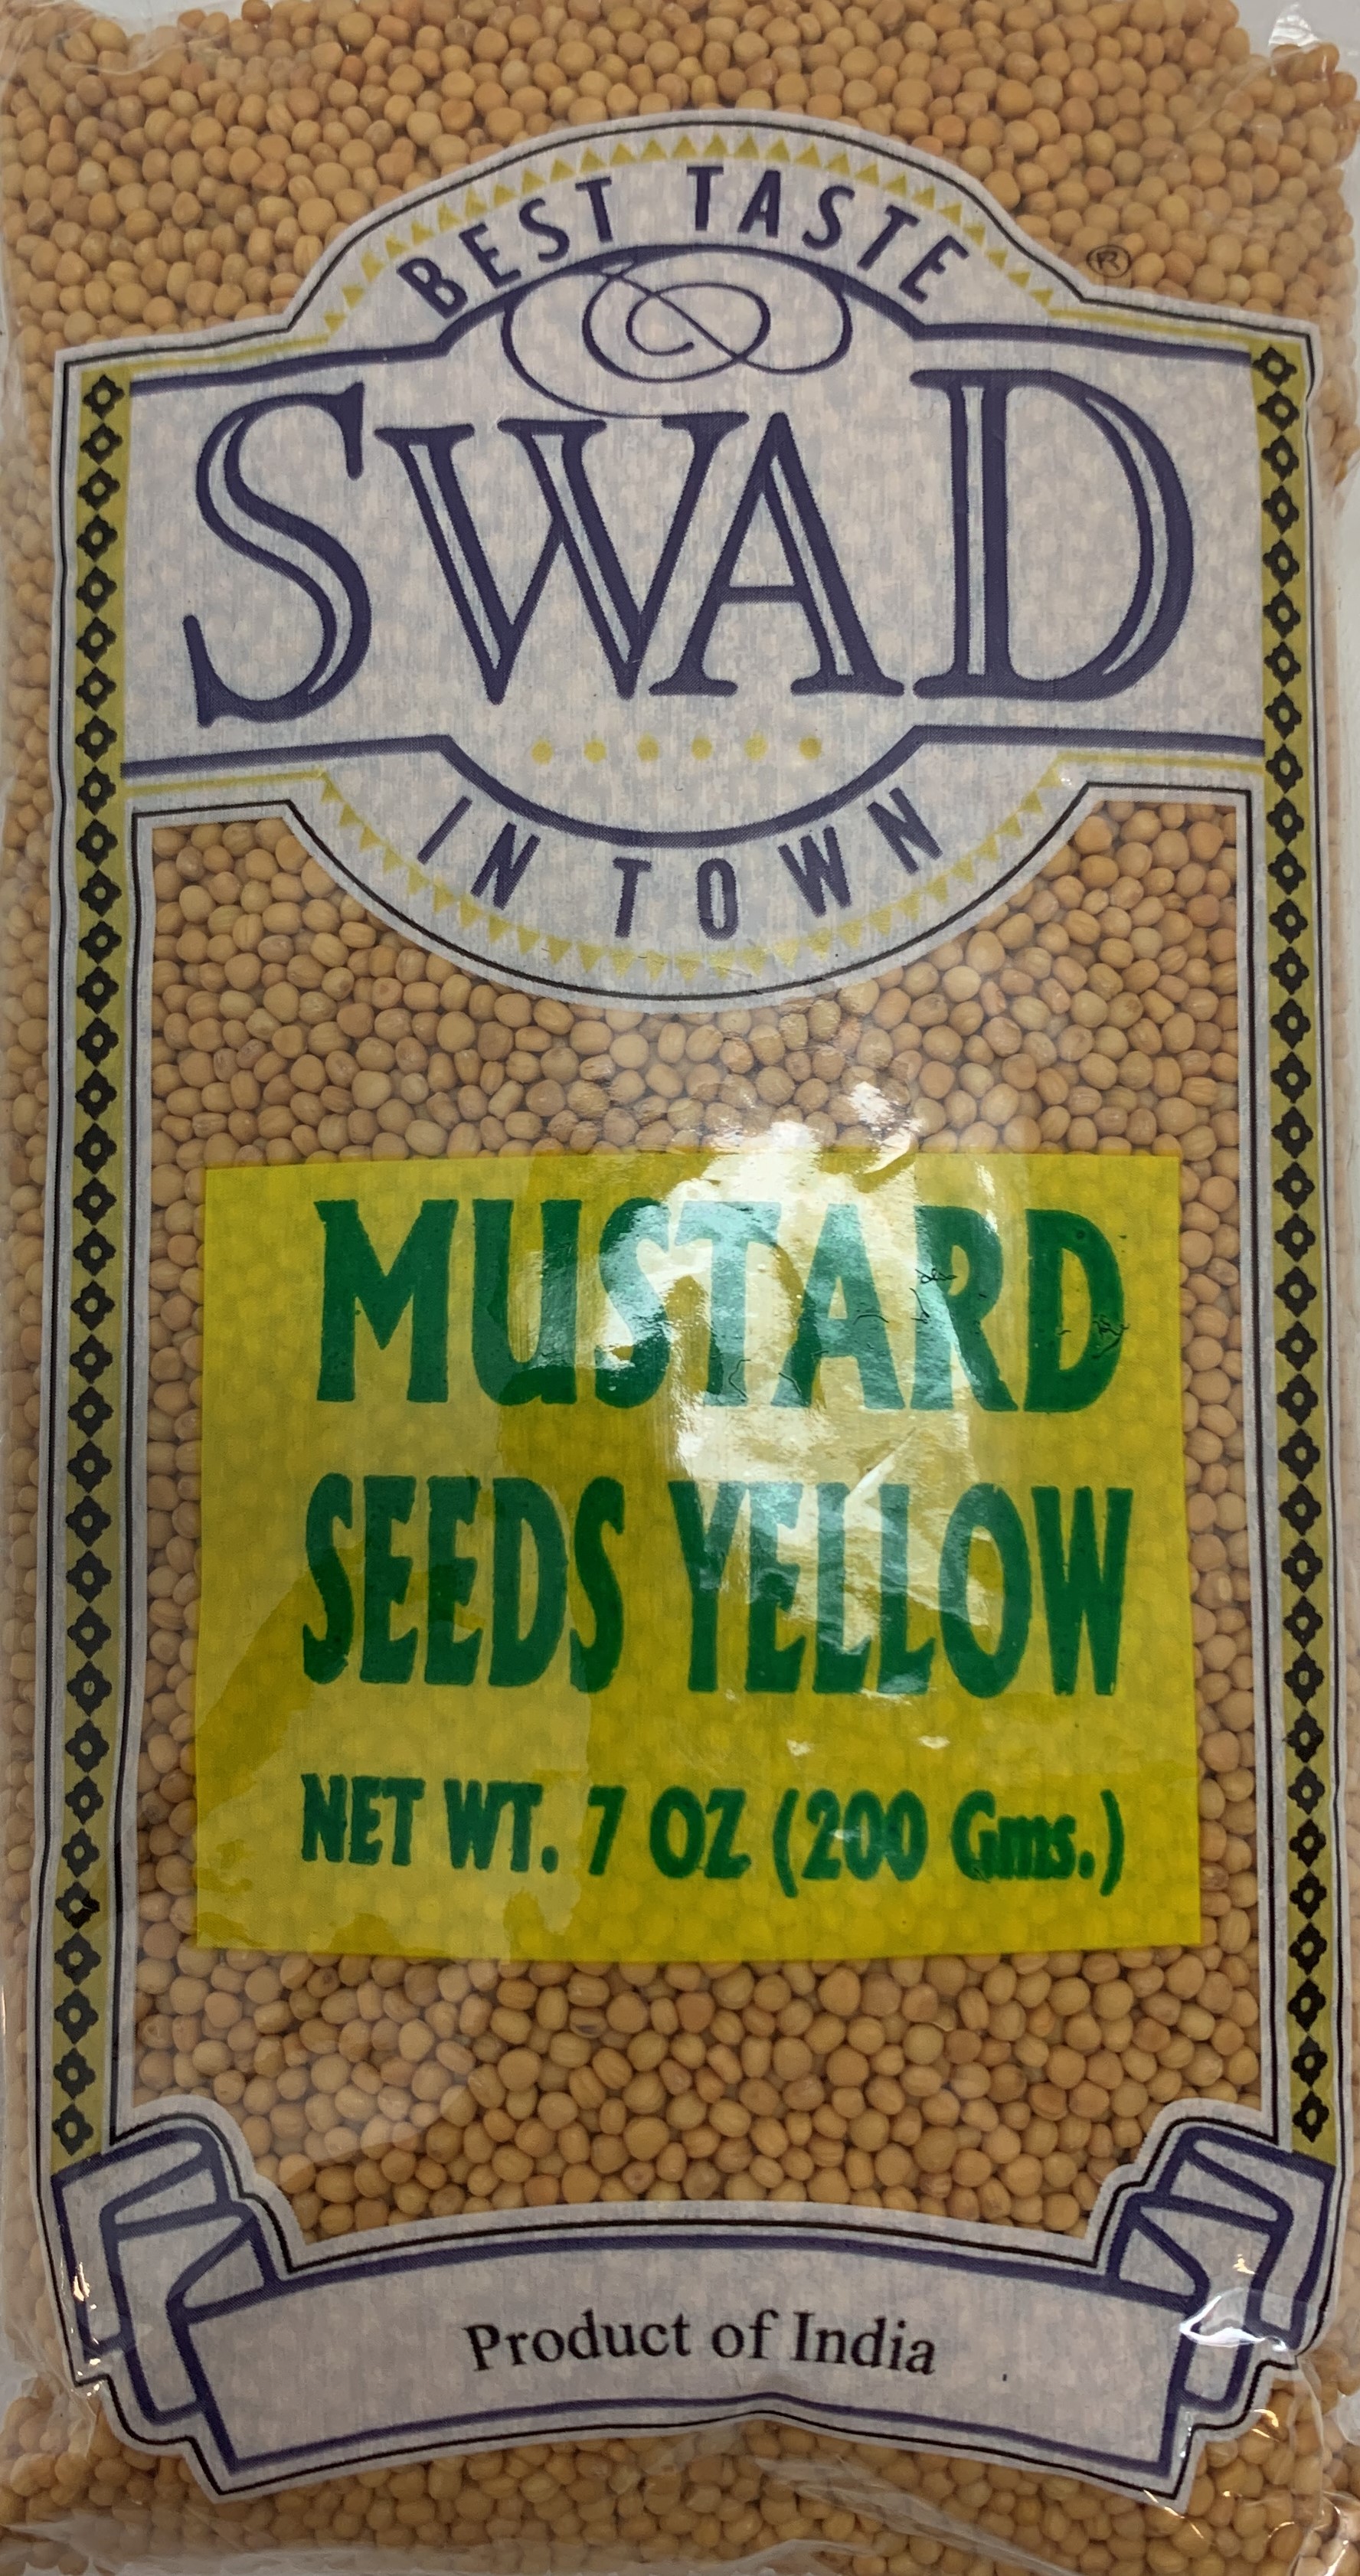 BEST TASTE
®
SWAD
IN TOWN
MUSTARD
SEEDS YELLOW
NET WT. 7 OZ (200 Gms.)
Product of India